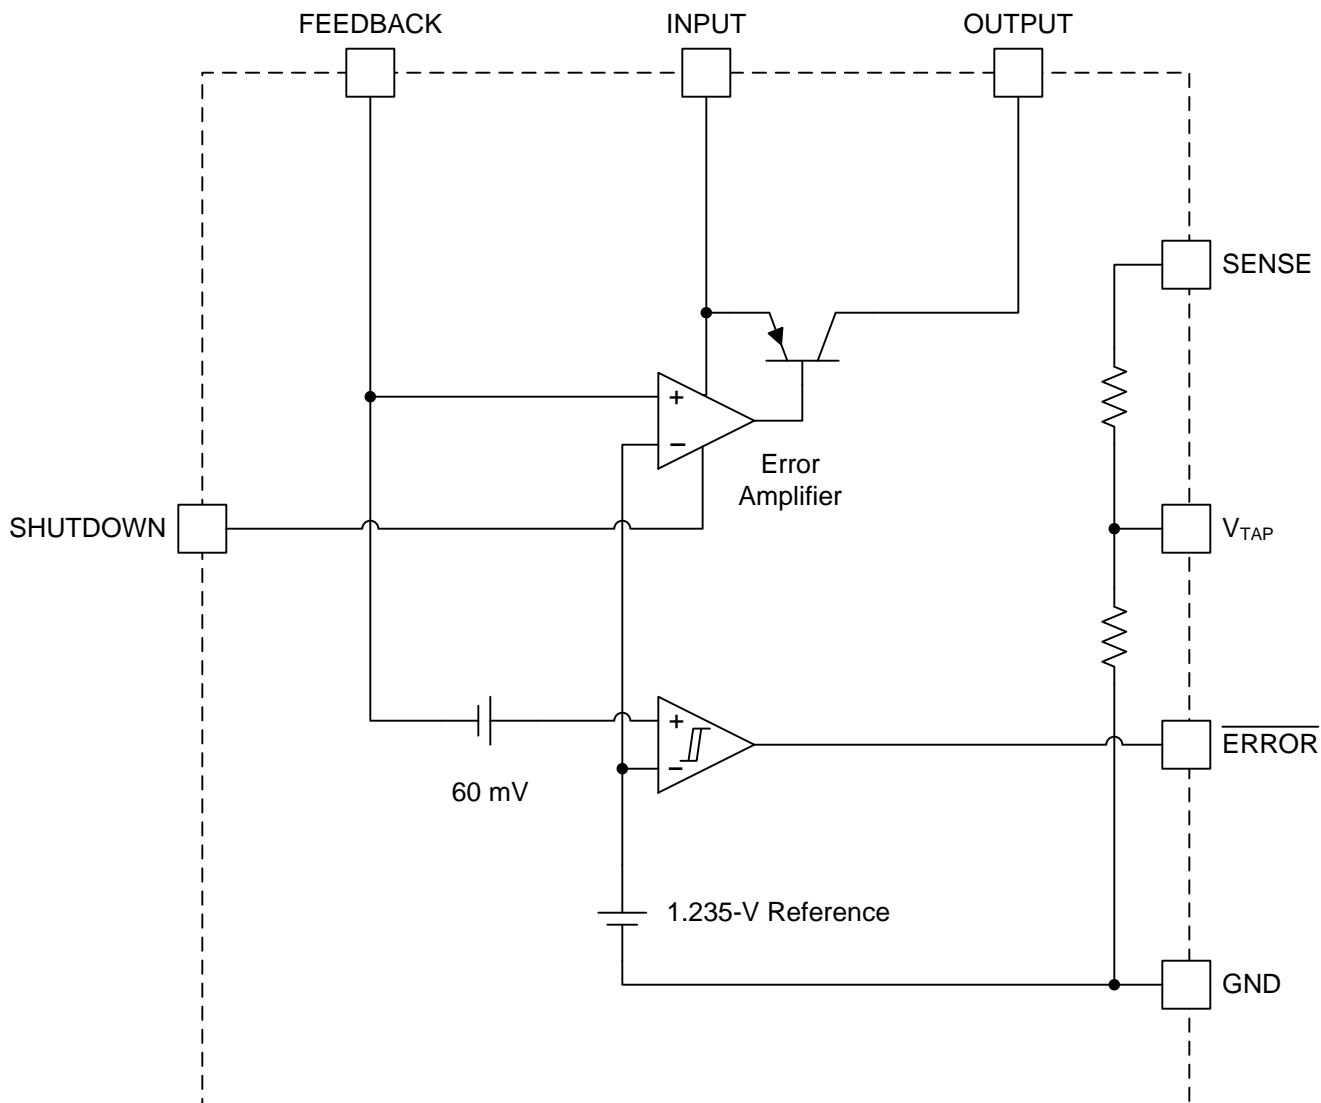 FEEDBACK
INPUT
OUTPUT
SENSE
+
−
Error
Amplifier
SHUTDOWN
VTAP
+
−
ERROR
60 mV
1.235-V Reference
GND